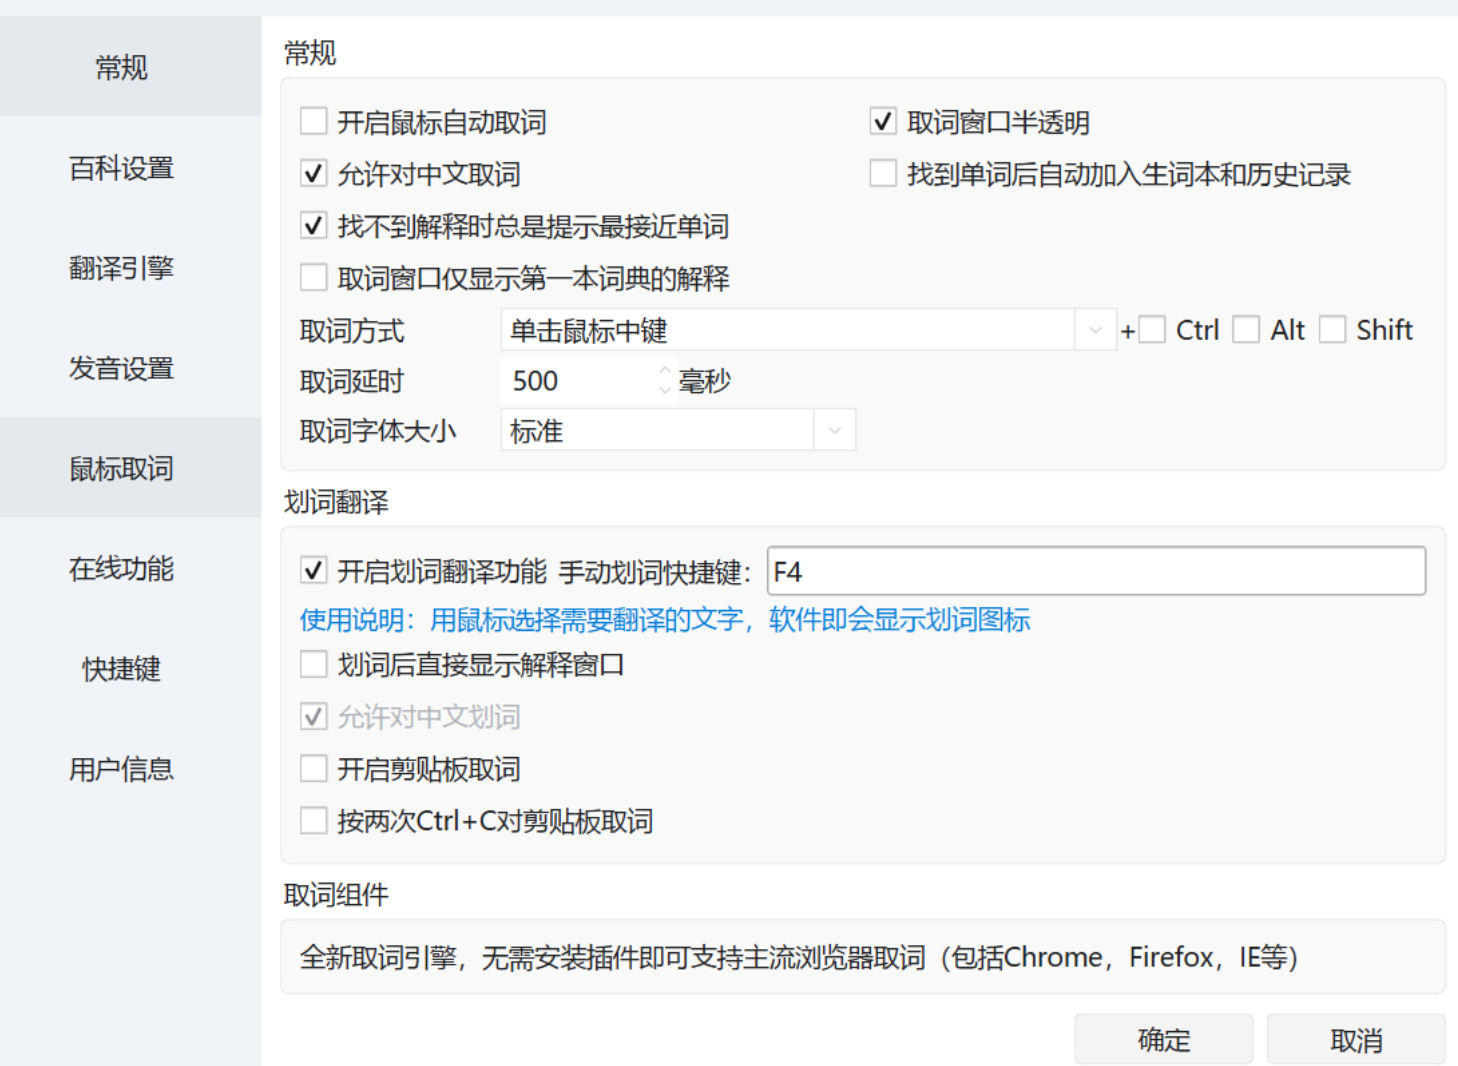 常规
百科设置
翻译引擎
发音设置
鼠标取词
在线功能
快捷键
用户信息
常规
开启鼠标自动取词
取词窗口半透明
允许对中文取词
找到单词后自动加入生词本和历史记录
找不到解释时总是提示最接近单词
取词窗口仅显示第一本词典的解释
取词方式 单击鼠标中键 + Ctrl Alt Shift
取词延时 500 毫秒
取词字体大小 标准
划词翻译
开启划词翻译功能 手动划词快捷键： F4
使用说明：用鼠标选择需要翻译的文字，软件即会显示划词图标
划词后直接显示解释窗口
允许对中文划词
开启剪贴板取词
按两次Ctrl+C对剪贴板取词
取词组件
全新取词引擎，无需安装插件即可支持主流浏览器取词（包括Chrome，Firefox，IE等）
确定 取消